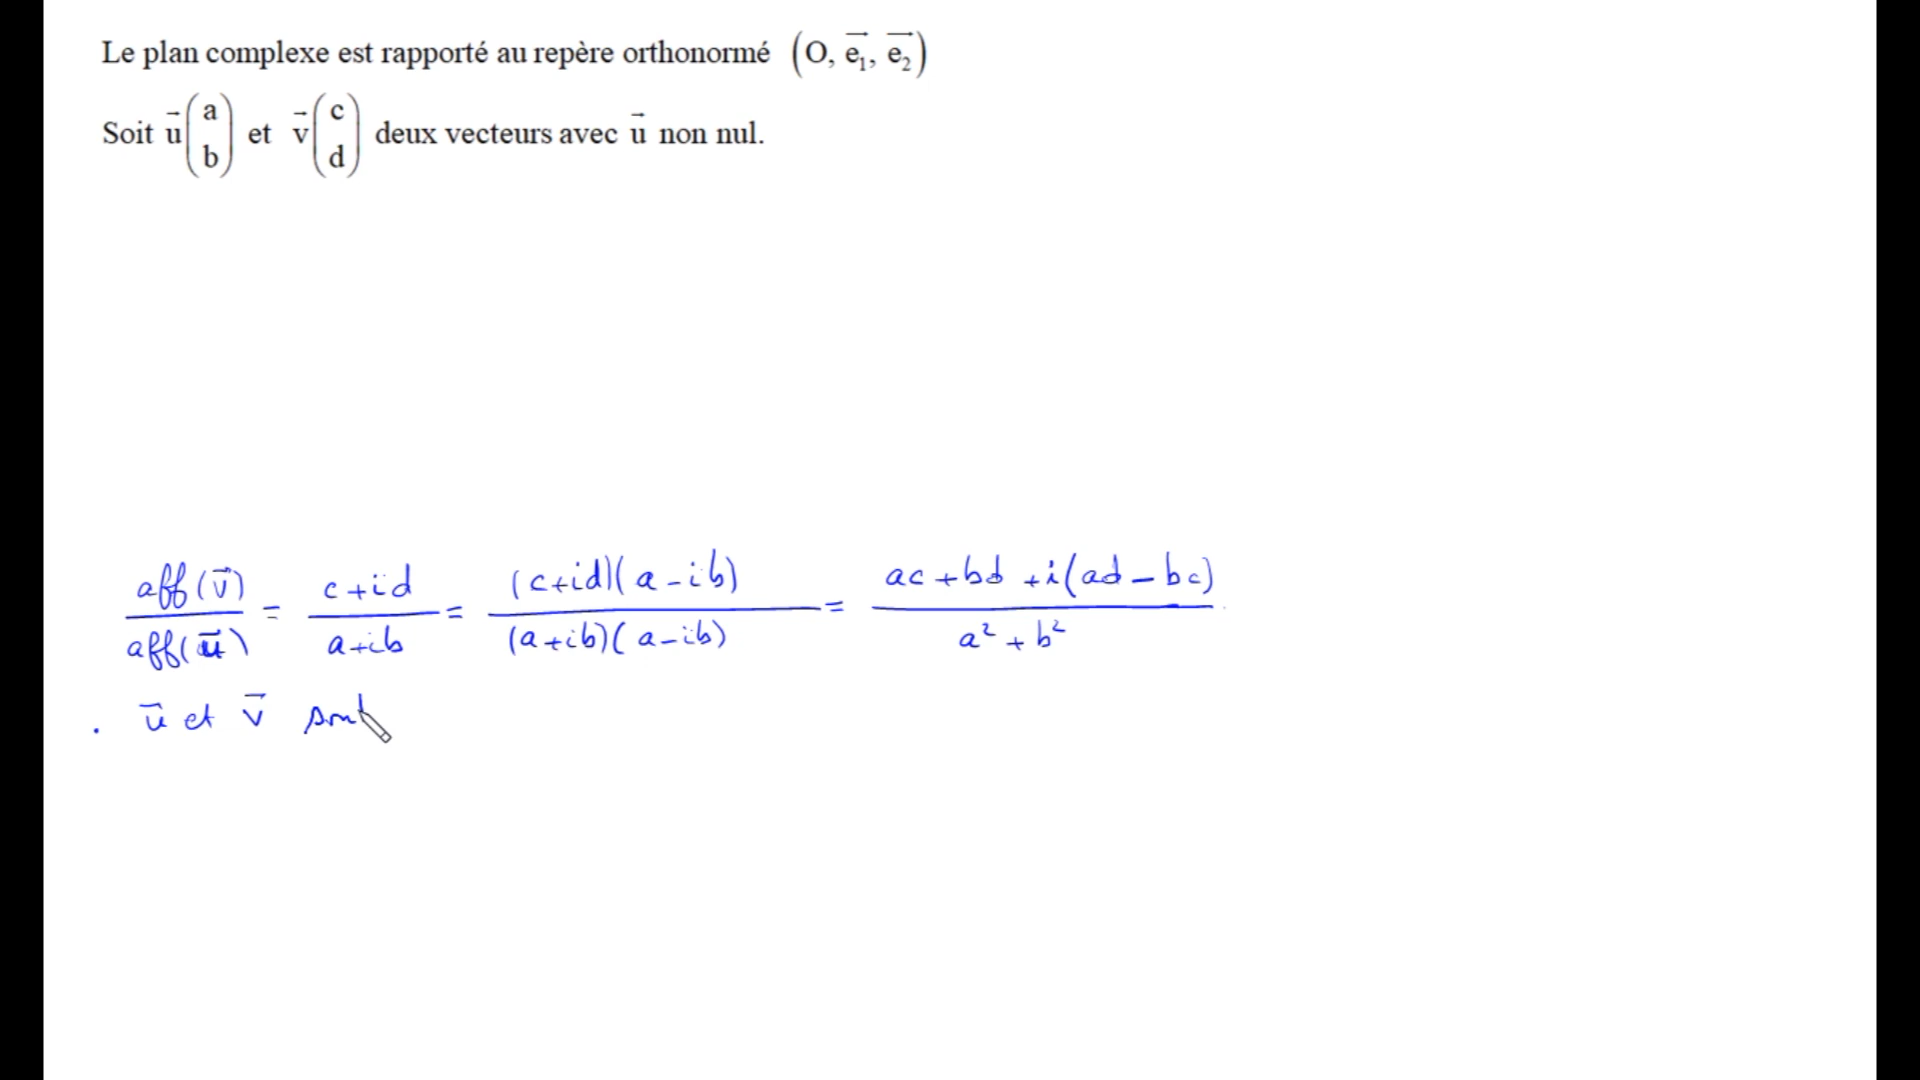 Le plan complexe est rapporté au repère orthonormé (O, e₁⃗, e₂⃗)
Soit u⃗(a b) et v⃗(c d) deux vecteurs avec u⃗ non nul.
aff(v⃗)/aff(u⃗) = (c+id)/(a+ib) = (c+id)(a-ib)/(a+ib)(a-ib) = (ac+bd+i(ad-bc))/(a²+b²)
. u⃗ et v⃗ sont